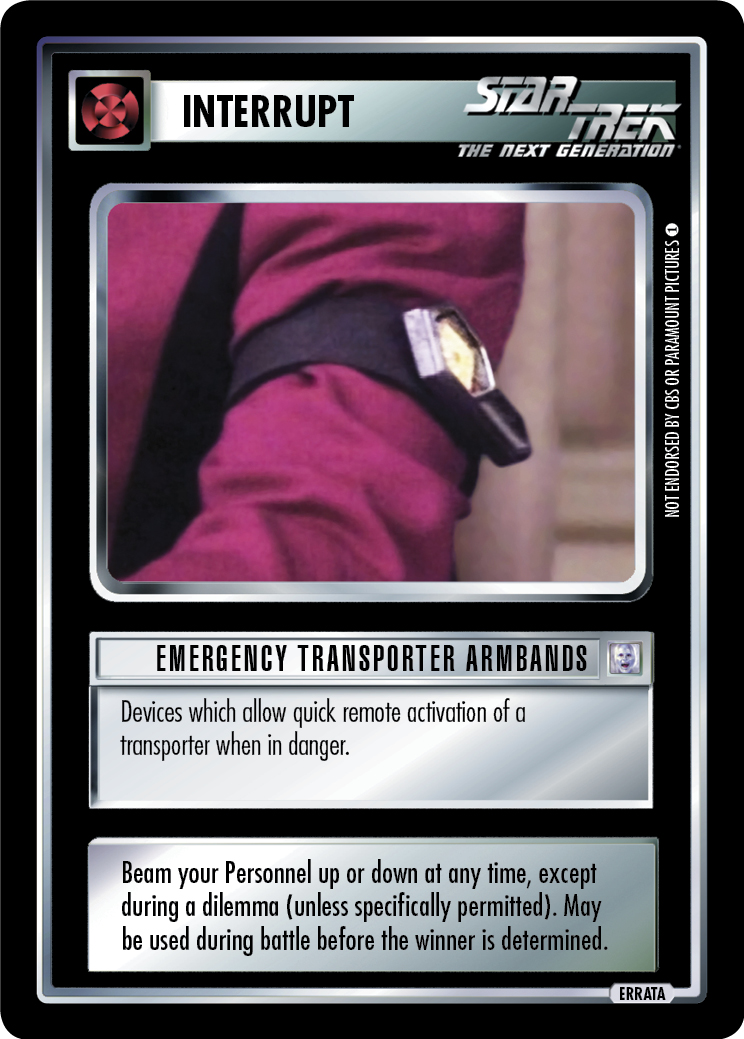 INTERRUPT
STAR TREK
THE NEXT GENERATION
NOT ENDORSED BY CBS OR PARAMOUNT PICTURES 1
EMERGENCY TRANSPORTER ARMBANDS
Devices which allow quick remote activation of a
transporter when in danger.
Beam your Personnel up or down at any time, except
during a dilemma (unless specifically permitted). May
be used during battle before the winner is determined.
ERRATA